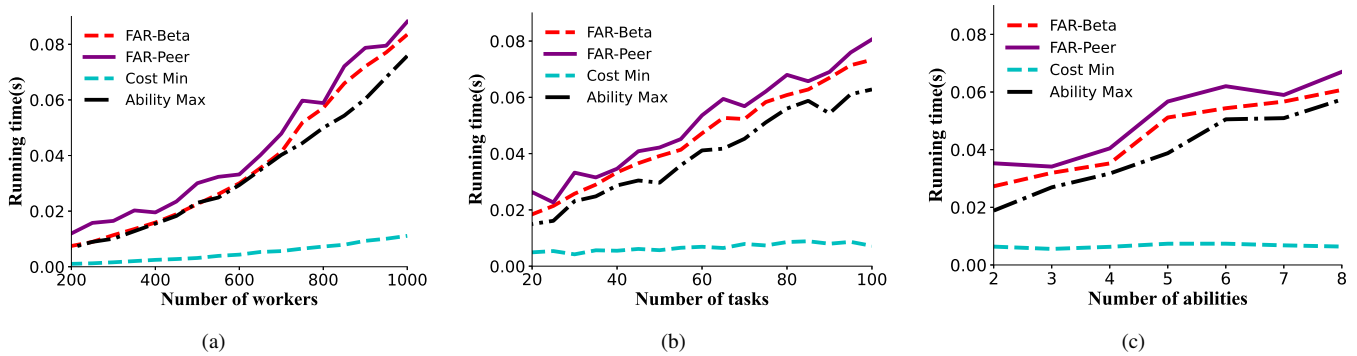 FAR-Beta
FAR-Peer
Cost Min
Ability Max
Running time(s)
0.08
0.06
0.04
0.02
0.00
200 400 600 800 1000
Number of workers
(a)
FAR-Beta
FAR-Peer
Cost Min
Ability Max
Running time(s)
0.08
0.06
0.04
0.02
0.00
20 40 60 80 100
Number of tasks
(b)
FAR-Beta
FAR-Peer
Cost Min
Ability Max
Running time(s)
0.08
0.06
0.04
0.02
0.00
2 3 4 5 6 7 8
Number of abilities
(c)